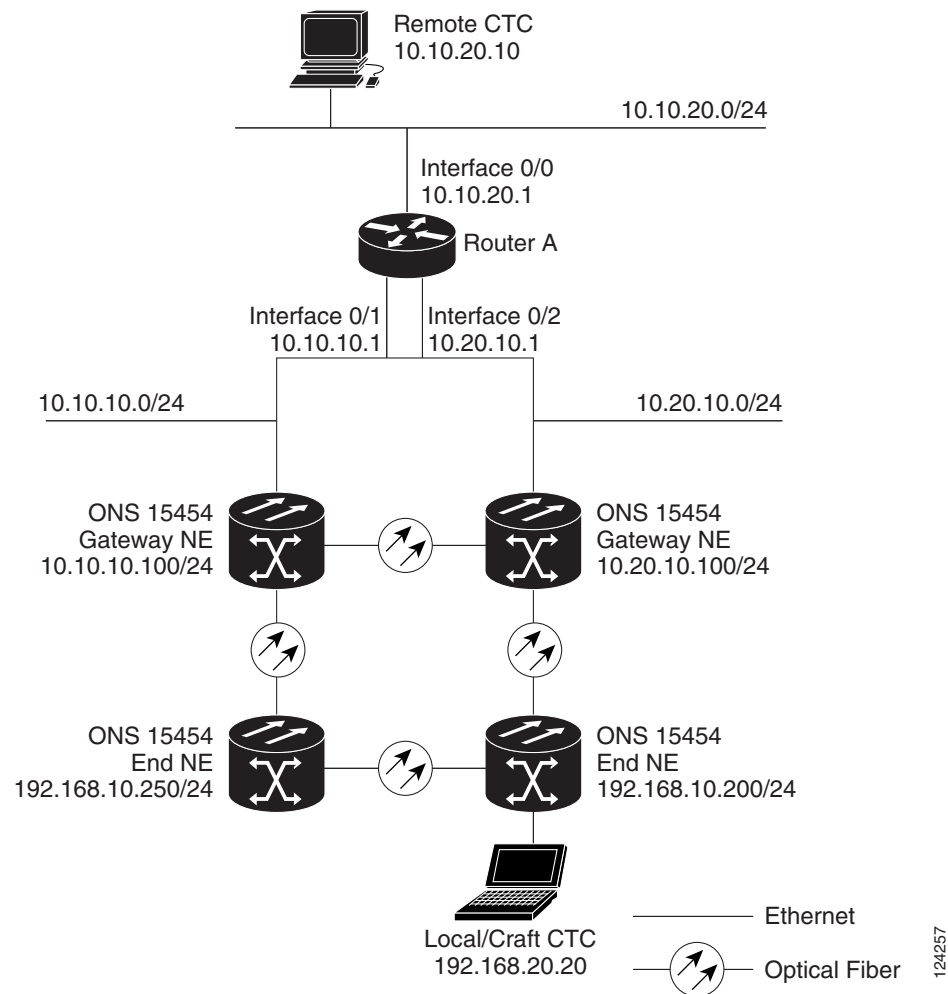 Remote CTC
10.10.20.10
10.10.20.0/24
Interface 0/0
10.10.20.1
Router A
Interface 0/1
10.10.10.1
Interface 0/2
10.20.10.1
10.10.10.0/24
10.20.10.0/24
ONS 15454
Gateway NE
10.10.10.100/24
ONS 15454
Gateway NE
10.20.10.100/24
ONS 15454
End NE
192.168.10.250/24
ONS 15454
End NE
192.168.10.200/24
Local/Craft CTC
192.168.20.20
Ethernet
Optical Fiber
124257